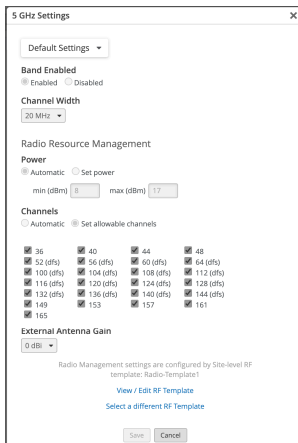 5 GHz Settings ×
Default Settings
Band Enabled
Enabled Disabled
Channel Width
20 MHz
Radio Resource Management
Power
Automatic Set power
min (dBm) 8 max (dBm) 17
Channels
Automatic Set allowable channels
36 40 44 48
52 (dfs) 56 (dfs) 60 (dfs) 64 (dfs)
100 (dfs) 104 (dfs) 108 (dfs) 112 (dfs)
116 (dfs) 120 (dfs) 124 (dfs) 128 (dfs)
132 (dfs) 136 (dfs) 140 (dfs) 144 (dfs)
149 153 157 161
165
External Antenna Gain
0 dBi
Radio Management settings are configured by Site-level RF
template: Radio-Template1
View / Edit RF Template
Select a different RF Template
Save Cancel